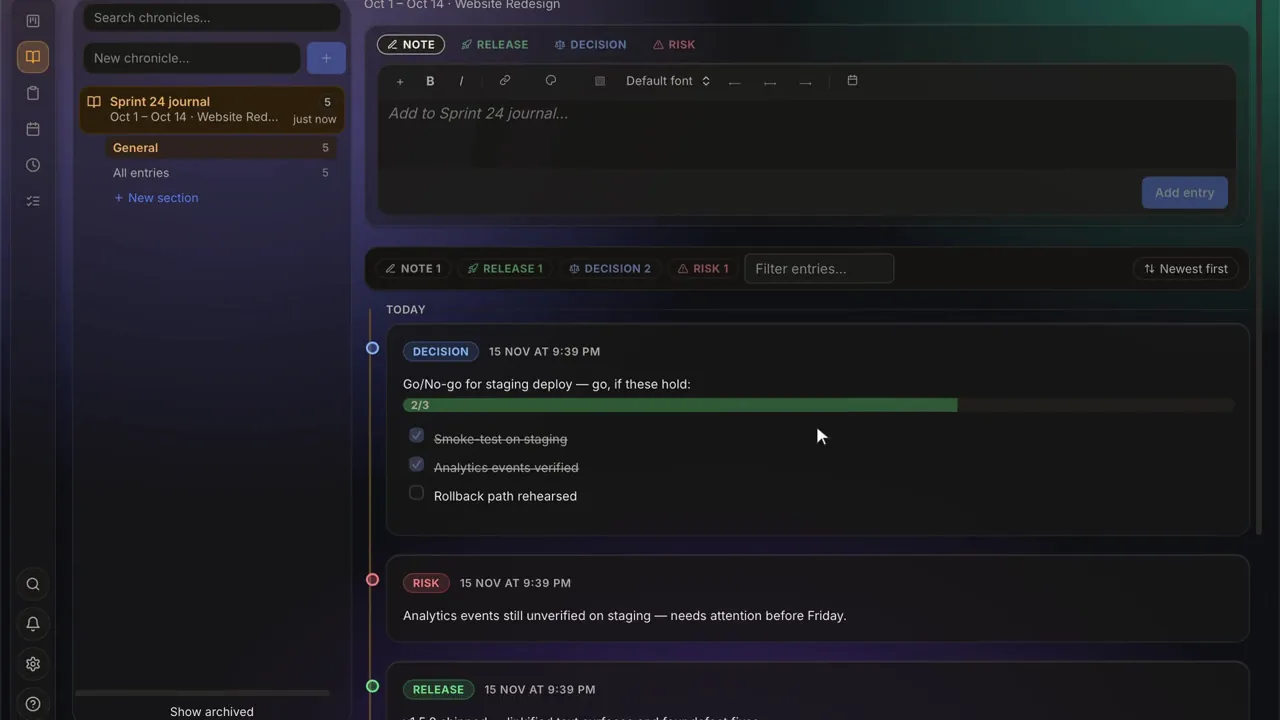 Search chronicles...
New chronicle...
+
Sprint 24 journal 5
Oct 1 – Oct 14 · Website Red... just now
General 5
All entries 5
+ New section
Show archived
Oct 1 – Oct 14 · Website Redesign
NOTE RELEASE DECISION RISK
+ B I Default font
Add to Sprint 24 journal...
Add entry
NOTE 1 RELEASE 1 DECISION 2 RISK 1 Filter entries... Newest first
TODAY
DECISION 15 NOV AT 9:39 PM
Go/No-go for staging deploy — go, if these hold:
2/3
Smoke-test on staging
Analytics events verified
Rollback path rehearsed
RISK 15 NOV AT 9:39 PM
Analytics events still unverified on staging — needs attention before Friday.
RELEASE 15 NOV AT 9:39 PM